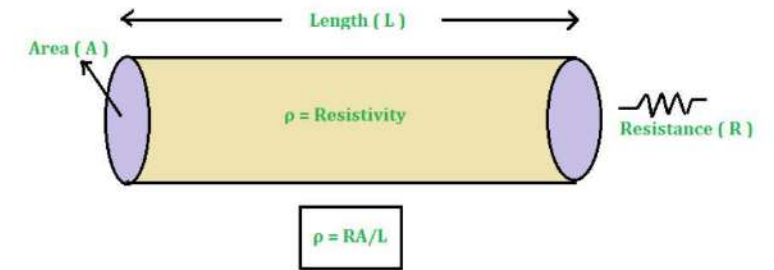 Length ( L )
Area ( A )
ρ = Resistivity
Resistance ( R )
ρ = RA/L